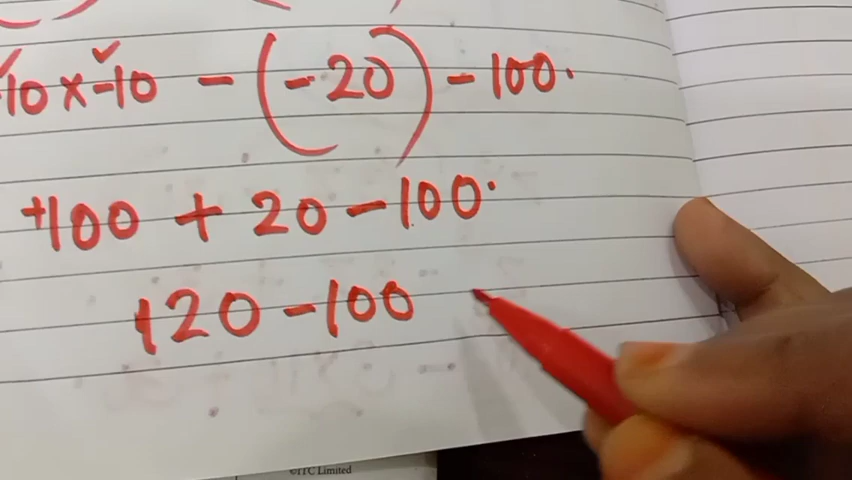 -10 × -10 - (-20) - 100.
+100 + 20 - 100.
120 - 100
©ITC Limited